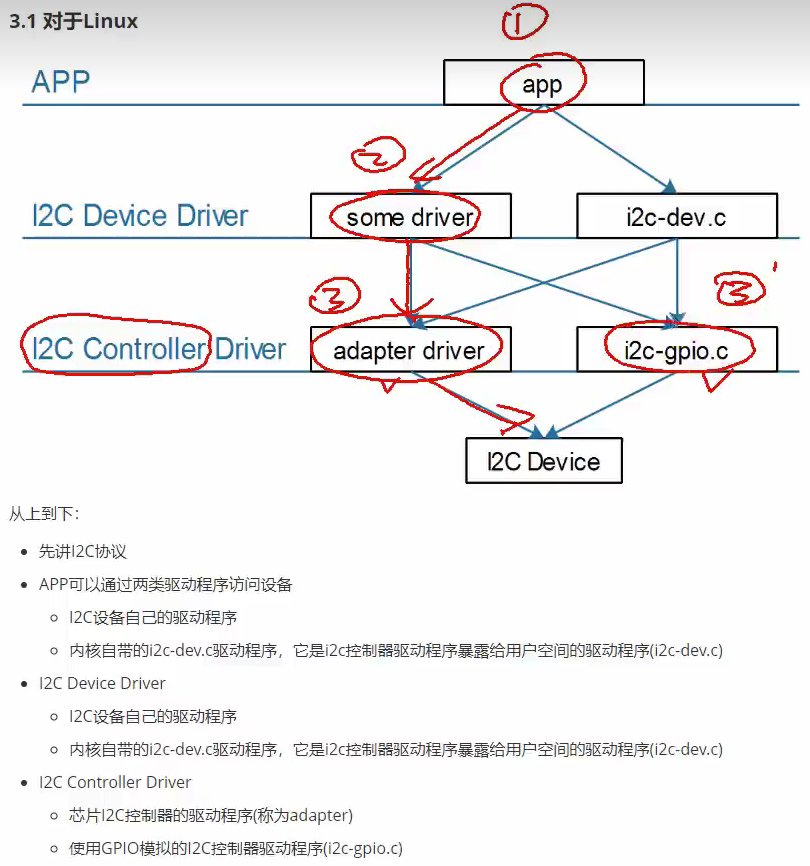 3.1 对于Linux
①
APP
app
②
I2C Device Driver
some driver
i2c-dev.c
③
③'
I2C Controller Driver
adapter driver
i2c-gpio.c
I2C Device
从上到下：
先讲I2C协议
APP可以通过两类驱动程序访问设备
I2C设备自己的驱动程序
内核自带的i2c-dev.c驱动程序，它是i2c控制器驱动程序暴露给用户空间的驱动程序(i2c-dev.c)
I2C Device Driver
I2C设备自己的驱动程序
内核自带的i2c-dev.c驱动程序，它是i2c控制器驱动程序暴露给用户空间的驱动程序(i2c-dev.c)
I2C Controller Driver
芯片I2C控制器的驱动程序(称为adapter)
使用GPIO模拟的I2C控制器驱动程序(i2c-gpio.c)